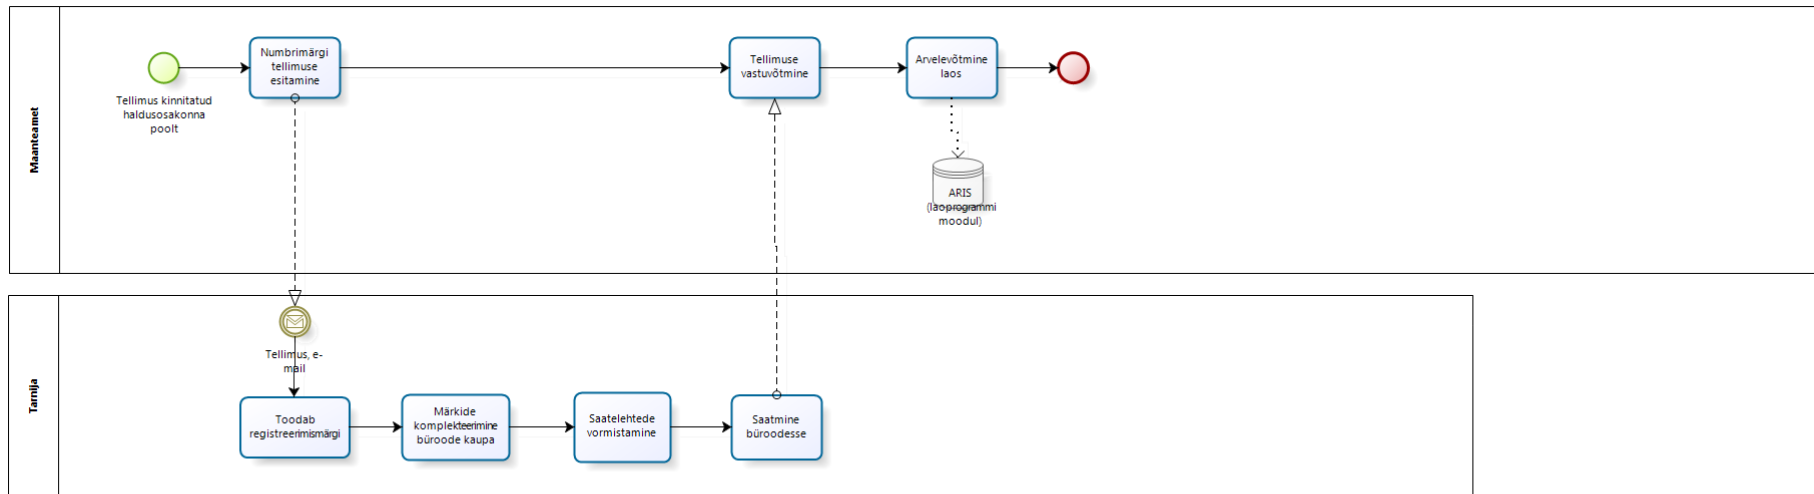 Maanteamet
Tellimus kinnitatud
haldusosakonna
poolt
Numbrimärgi
tellimuse
esitamine
Tellimuse
vastuvõtmine
Arvelevõtmine
laos
ARIS
(laoprogrammi
moodul)
Tarnija
Tellimus, e-
mail
Toodab
registreerimismärgi
Märkide
komplekteerimine
büroode kaupa
Saatelehtede
vormistamine
Saatmine
büroodesse